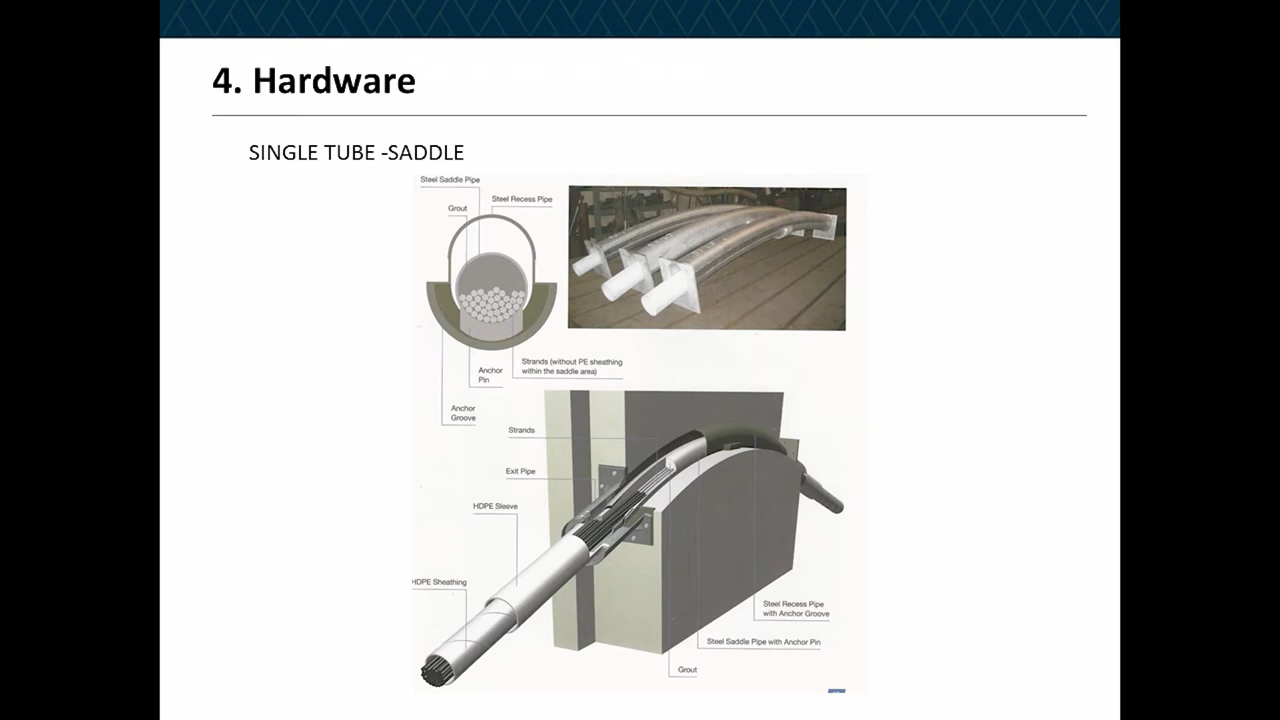 4. Hardware
SINGLE TUBE -SADDLE
Steel Saddle Pipe
Steel Recess Pipe
Grout
Strands (without PE sheathing
within the saddle area)
Anchor
Pin
Anchor
Groove
Strands
Exit Pipe
HDPE Sleeve
HDPE Sheathing
Steel Recess Pipe
with Anchor Groove
Steel Saddle Pipe with Anchor Pin
Grout